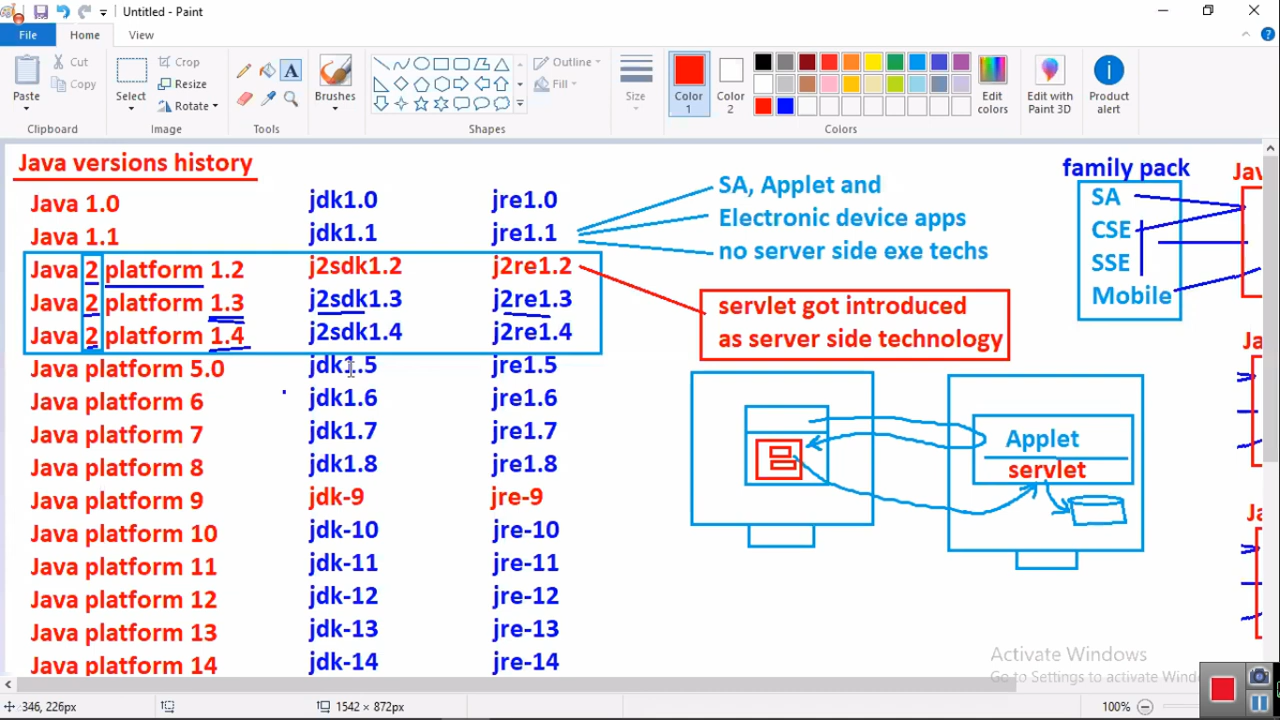 Untitled - Paint
File Home View
Paste Cut Copy
Clipboard
Select Crop Resize Rotate
Image
A
Tools
Brushes
Outline Fill
Shapes
Size
Color 1
Color 2
Edit colors
Colors
Edit with Paint 3D
Product alert
Java versions history
Java 1.0 jdk1.0 jre1.0
Java 1.1 jdk1.1 jre1.1
Java 2 platform 1.2 j2sdk1.2 j2re1.2
Java 2 platform 1.3 j2sdk1.3 j2re1.3
Java 2 platform 1.4 j2sdk1.4 j2re1.4
Java platform 5.0 jdk1.5 jre1.5
Java platform 6 jdk1.6 jre1.6
Java platform 7 jdk1.7 jre1.7
Java platform 8 jdk1.8 jre1.8
Java platform 9 jdk-9 jre-9
Java platform 10 jdk-10 jre-10
Java platform 11 jdk-11 jre-11
Java platform 12 jdk-12 jre-12
Java platform 13 jdk-13 jre-13
Java platform 14 jdk-14 jre-14
SA, Applet and
Electronic device apps
no server side exe techs
servlet got introduced
as server side technology
Applet
servlet
family pack
SA
CSE
SSE
Mobile
Jav
Ja
Ja
Activate Windows
Go to Settings to activate Win
346, 226px
1542 × 872px
100%